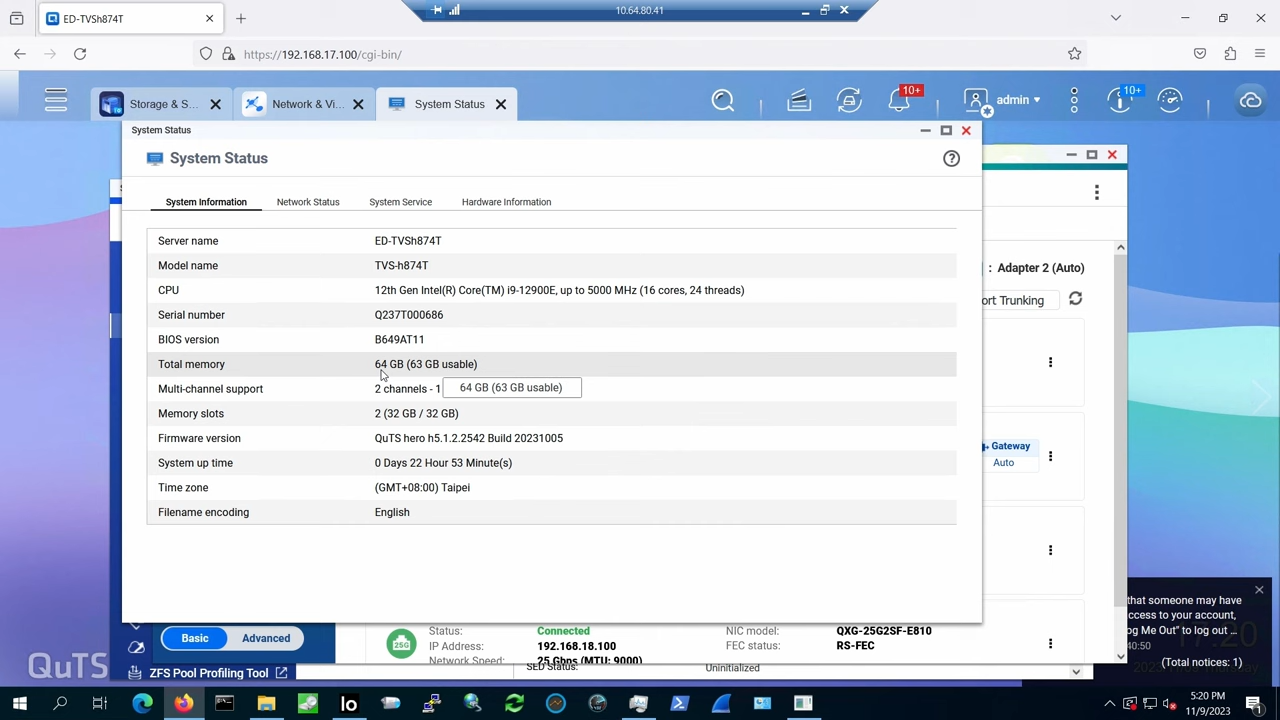 ED-TVSh874T
10.64.80.41
https://192.168.17.100/cgi-bin/
Storage & S...
Network & Vi...
System Status
10+
admin
10+
System Status
System Status
System Information
Network Status
System Service
Hardware Information
Server name ED-TVSh874T
Model name TVS-h874T
CPU 12th Gen Intel(R) Core(TM) i9-12900E, up to 5000 MHz (16 cores, 24 threads)
Serial number Q237T000686
BIOS version B649AT11
Total memory 64 GB (63 GB usable)
Multi-channel support 2 channels - 1
64 GB (63 GB usable)
Memory slots 2 (32 GB / 32 GB)
Firmware version QuTS hero h5.1.2.2542 Build 20231005
System up time 0 Days 22 Hour 53 Minute(s)
Time zone (GMT+08:00) Taipei
Filename encoding English
: Adapter 2 (Auto)
ort Trunking
Gateway
Auto
Basic
Advanced
25G
Status: Connected
IP Address: 192.168.18.100
Network Speed: 25 Gbps (MTU: 9000)
NIC model: QXG-25G2SF-E810
FEC status: RS-FEC
SED Status: Uninitialized
QuTS
ZFS Pool Profiling Tool
that someone may have
ccess to your account,
og Me Out" to log out ...
40:50
(Total notices: 1)
5:20 PM
11/9/2023